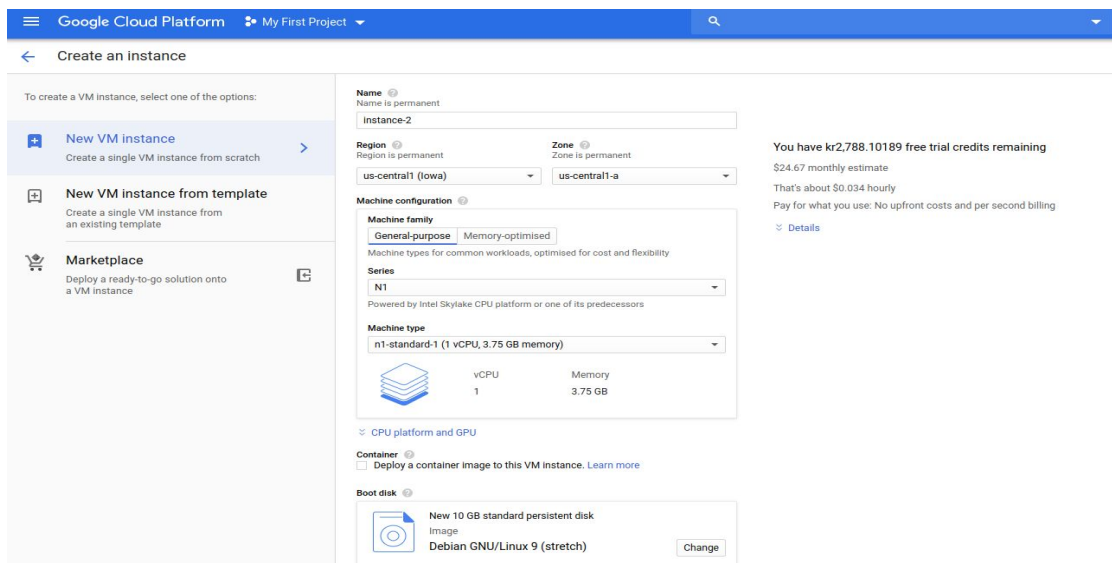 Google Cloud Platform My First Project
Create an instance
To create a VM instance, select one of the options:
New VM instance
Create a single VM instance from scratch
New VM instance from template
Create a single VM instance from
an existing template
Marketplace
Deploy a ready-to-go solution onto
a VM instance
Name
Name is permanent
instance-2
Region Zone
Region is permanent Zone is permanent
us-central1 (Iowa) us-central1-a
Machine configuration
Machine family
General-purpose Memory-optimised
Machine types for common workloads, optimised for cost and flexibility
Series
N1
Powered by Intel Skylake CPU platform or one of its predecessors
Machine type
n1-standard-1 (1 vCPU, 3.75 GB memory)
vCPU Memory
1 3.75 GB
CPU platform and GPU
Container
Deploy a container image to this VM instance. Learn more
Boot disk
New 10 GB standard persistent disk
Image
Debian GNU/Linux 9 (stretch) Change
You have kr2,788.10189 free trial credits remaining
$24.67 monthly estimate
That's about $0.034 hourly
Pay for what you use: No upfront costs and per second billing
Details